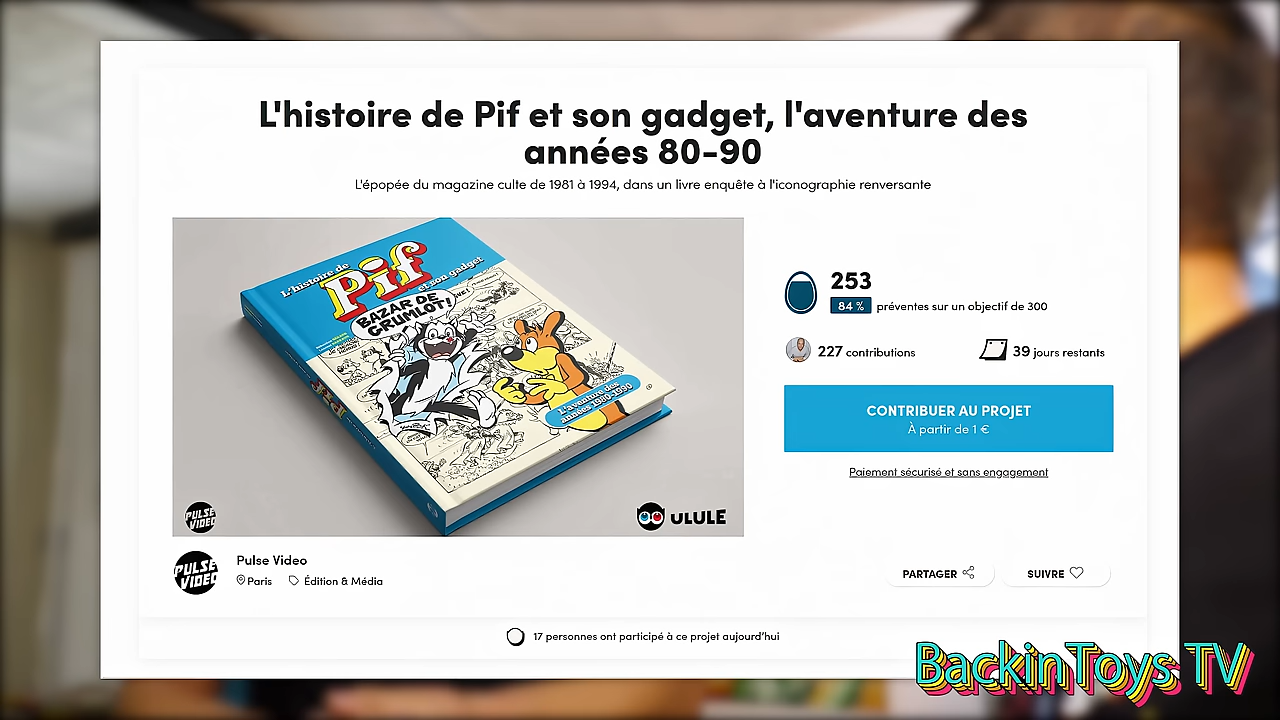 L'histoire de Pif et son gadget, l'aventure des
années 80-90
L'épopée du magazine culte de 1981 à 1994, dans un livre enquête à l'iconographie renversante
L'histoire de
Pif
et son gadget
BAZAR DE
GRUMLOT!
l'aventure des
années 1980-1990
PULSE
VIDEO
ULULE
253
84 % préventes sur un objectif de 300
227 contributions
39 jours restants
CONTRIBUER AU PROJET
À partir de 1 €
Paiement sécurisé et sans engagement
PULSE
VIDEO
Pulse Video
Paris
Édition & Média
PARTAGER
SUIVRE
17 personnes ont participé à ce projet aujourd'hui
BackinToys TV